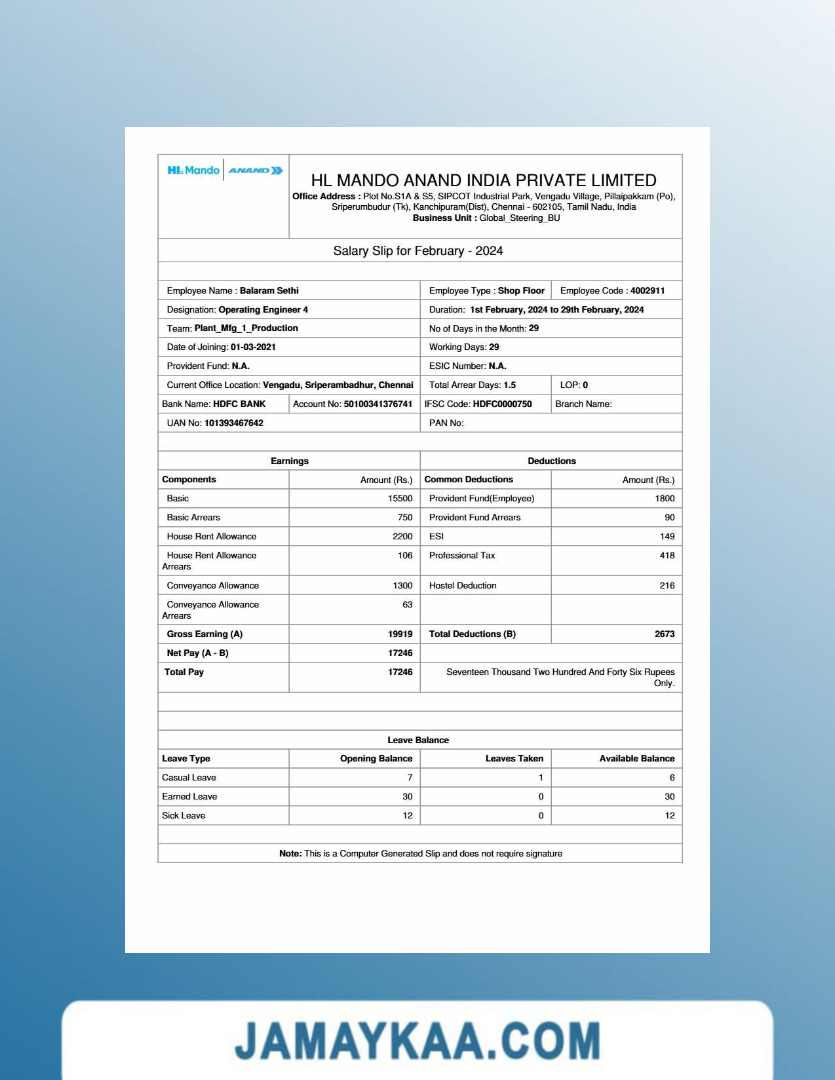 HL Mando ANAND
HL MANDO ANAND INDIA PRIVATE LIMITED
Office Address : Plot No.S1A & S5, SIPCOT Industrial Park, Vengadu Village, Pillaipakkam (Po),
Sriperumbudur (Tk), Kanchipuram(Dist), Chennai - 602105, Tamil Nadu, India
Business Unit : Global_Steering_BU
Salary Slip for February - 2024
Employee Name : Balaram Sethi Employee Type : Shop Floor Employee Code : 4002911
Designation: Operating Engineer 4 Duration: 1st February, 2024 to 29th February, 2024
Team: Plant_Mfg_1_Production No of Days in the Month: 29
Date of Joining: 01-03-2021 Working Days: 29
Provident Fund: N.A. ESIC Number: N.A.
Current Office Location: Vengadu, Sriperambadhur, Chennai Total Arrear Days: 1.5 LOP: 0
Bank Name: HDFC BANK Account No: 50100341376741 IFSC Code: HDFC0000750 Branch Name:
UAN No: 101393467642 PAN No:
Earnings Deductions
Components Amount (Rs.) Common Deductions Amount (Rs.)
Basic 15500 Provident Fund(Employee) 1800
Basic Arrears 750 Provident Fund Arrears 90
House Rent Allowance 2200 ESI 149
House Rent Allowance 106 Professional Tax 418
Arrears
Conveyance Allowance 1300 Hostel Deduction 216
Conveyance Allowance 63
Arrears
Gross Earning (A) 19919 Total Deductions (B) 2673
Net Pay (A - B) 17246
Total Pay 17246 Seventeen Thousand Two Hundred And Forty Six Rupees
Only.
Leave Balance
Leave Type Opening Balance Leaves Taken Available Balance
Casual Leave 7 1 6
Earned Leave 30 0 30
Sick Leave 12 0 12
Note: This is a Computer Generated Slip and does not require signature
JAMAYKAA.COM